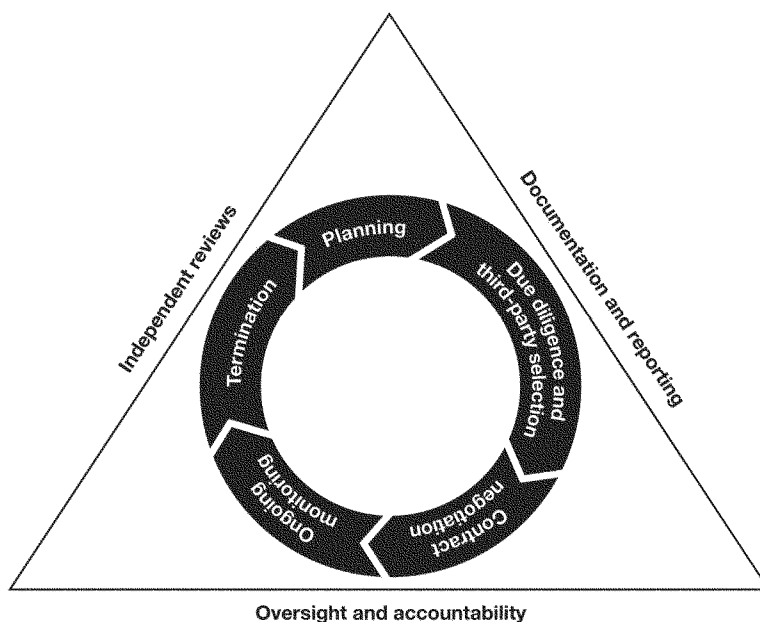 Independent reviews
Documentation and reporting
Planning
Due diligence and
third-party selection
Contract
negotiation
Ongoing
monitoring
Termination
Oversight and accountability